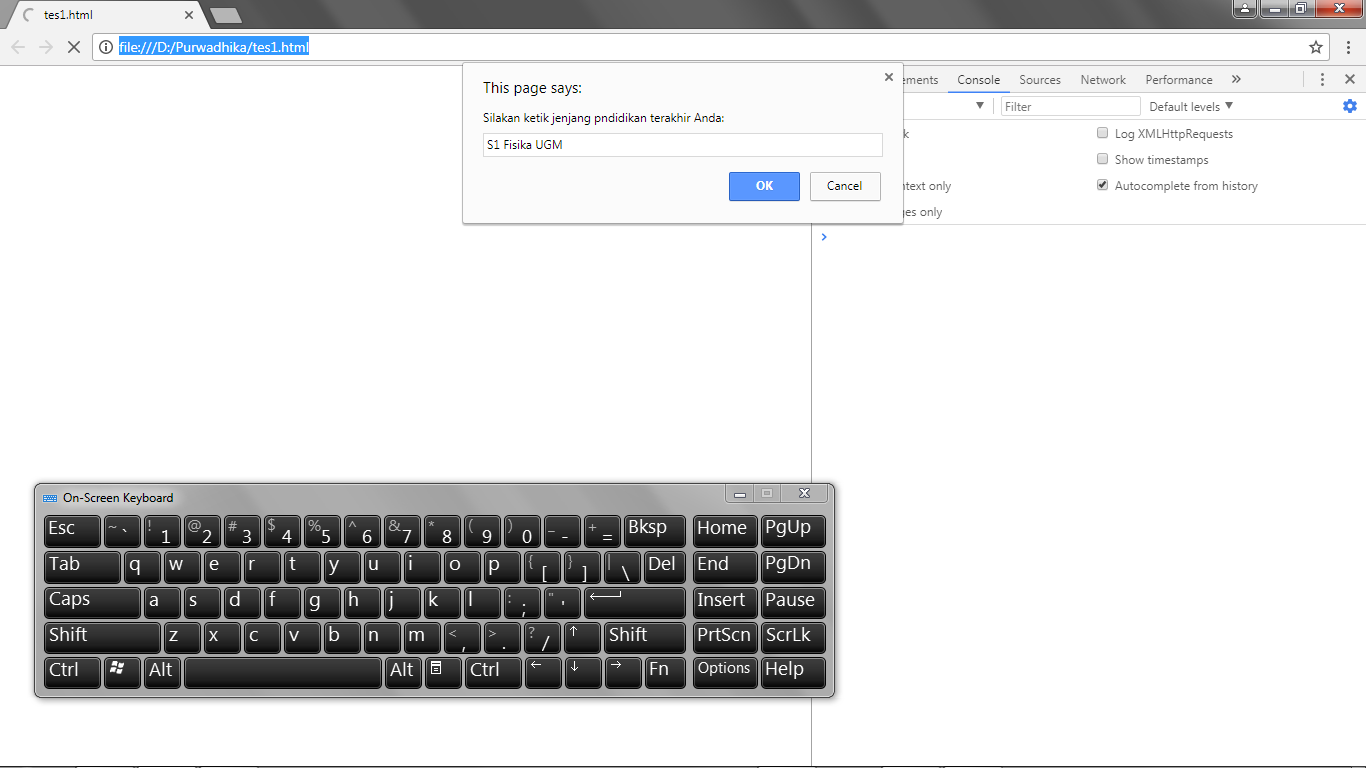 tes1.html
file:///D:/Purwadhika/tes1.html
This page says:
Silakan ketik jenjang pndidikan terakhir Anda:
S1 Fisika UGM
OK Cancel
ements Console Sources Network Performance »
Filter Default levels ▼
k Log XMLHttpRequests
Show timestamps
ntext only Autocomplete from history
es only
>
On-Screen Keyboard
Esc ~ ` ! 1 @ 2 # 3 $ 4 % 5 ^ 6 & 7 * 8 ( 9 ) 0 _ - + = Bksp Home PgUp
Tab q w e r t y u i o p { [ } ] | \ Del End PgDn
Caps a s d f g h j k l : ; " ' Insert Pause
Shift z x c v b n m < , > . ? / ↑ Shift PrtScn ScrLk
Ctrl Alt Alt Ctrl ← ↓ → Fn Options Help